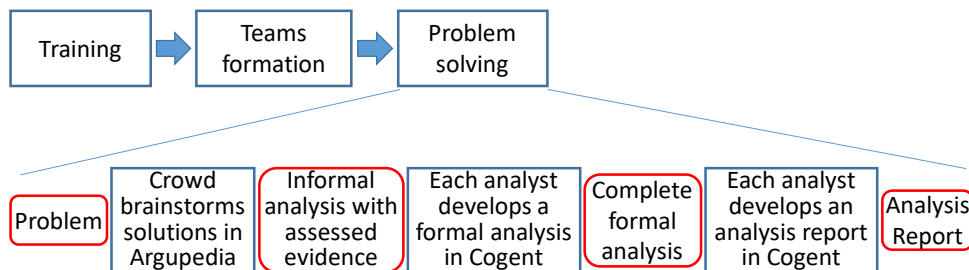 Training
Teams
formation
Problem
solving
Problem
Crowd
brainstorms
solutions in
Argupedia
Informal
analysis with
assessed
evidence
Each analyst
develops a
formal analysis
in Cogent
Complete
formal
analysis
Each analyst
develops an
analysis report
in Cogent
Analysis
Report